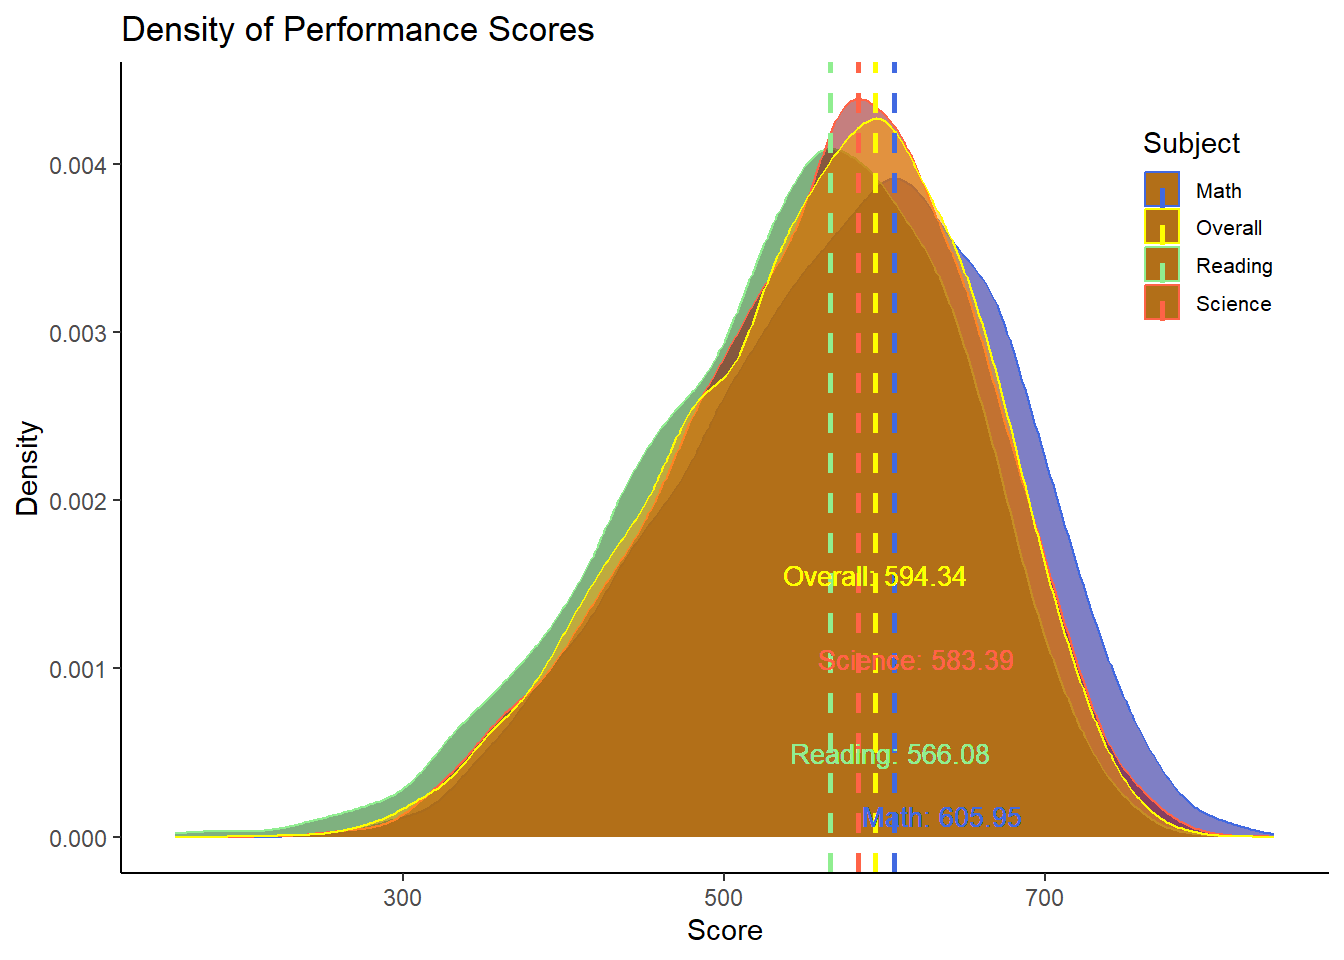 Density of Performance Scores
Subject
Math
Overall
Reading
Science
0.004
0.003
0.002
0.001
0.000
Density
Overall: 594.34
Science: 583.39
Reading: 566.08
Math: 605.95
300
500
700
Score